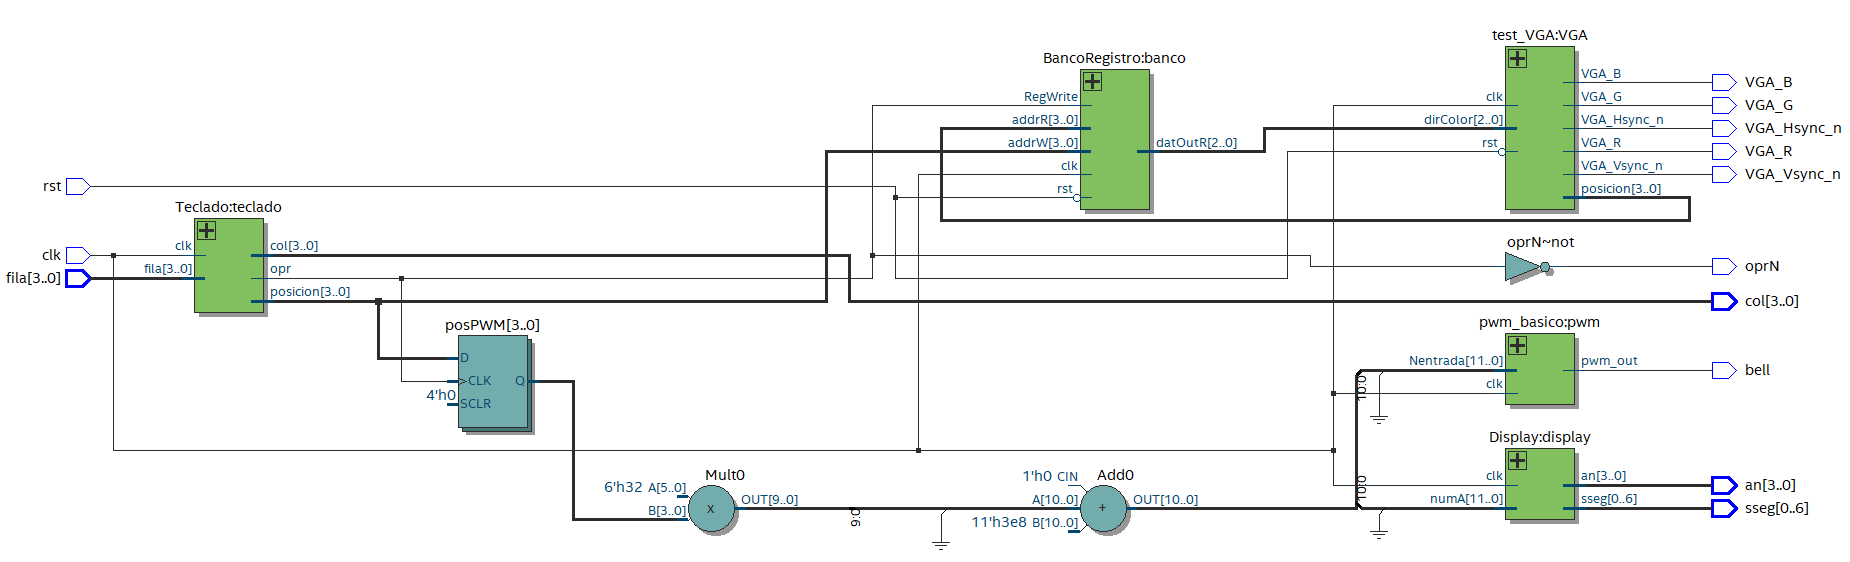 test_VGA:VGA
BancoRegistro:banco
VGA_B
VGA_B
RegWrite
clk
VGA_G
VGA_G
addrR[3..0]
dirColor[2..0]
VGA_Hsync_n
VGA_Hsync_n
addrW[3..0]
datOutR[2..0]
rst
VGA_R
VGA_R
clk
VGA_Vsync_n
VGA_Vsync_n
rst
rst
posicion[3..0]
Teclado:teclado
clk
clk
col[3..0]
oprN~not
fila[3..0]
fila[3..0]
opr
oprN
posicion[3..0]
col[3..0]
posPWM[3..0]
pwm_basico:pwm
D
Nentrada[11..0]
pwm_out
bell
>CLK
Q
clk
10:0
4'h0
SCLR
Display:display
Mult0
Add0
1'h0 CIN
clk
an[3..0]
an[3..0]
6'h32 A[5..0]
OUT[9..0]
A[10..0]
OUT[10..0]
10:0
numA[11..0]
sseg[0..6]
sseg[0..6]
B[3..0]
x
9:0
11'h3e8 B[10..0]
+